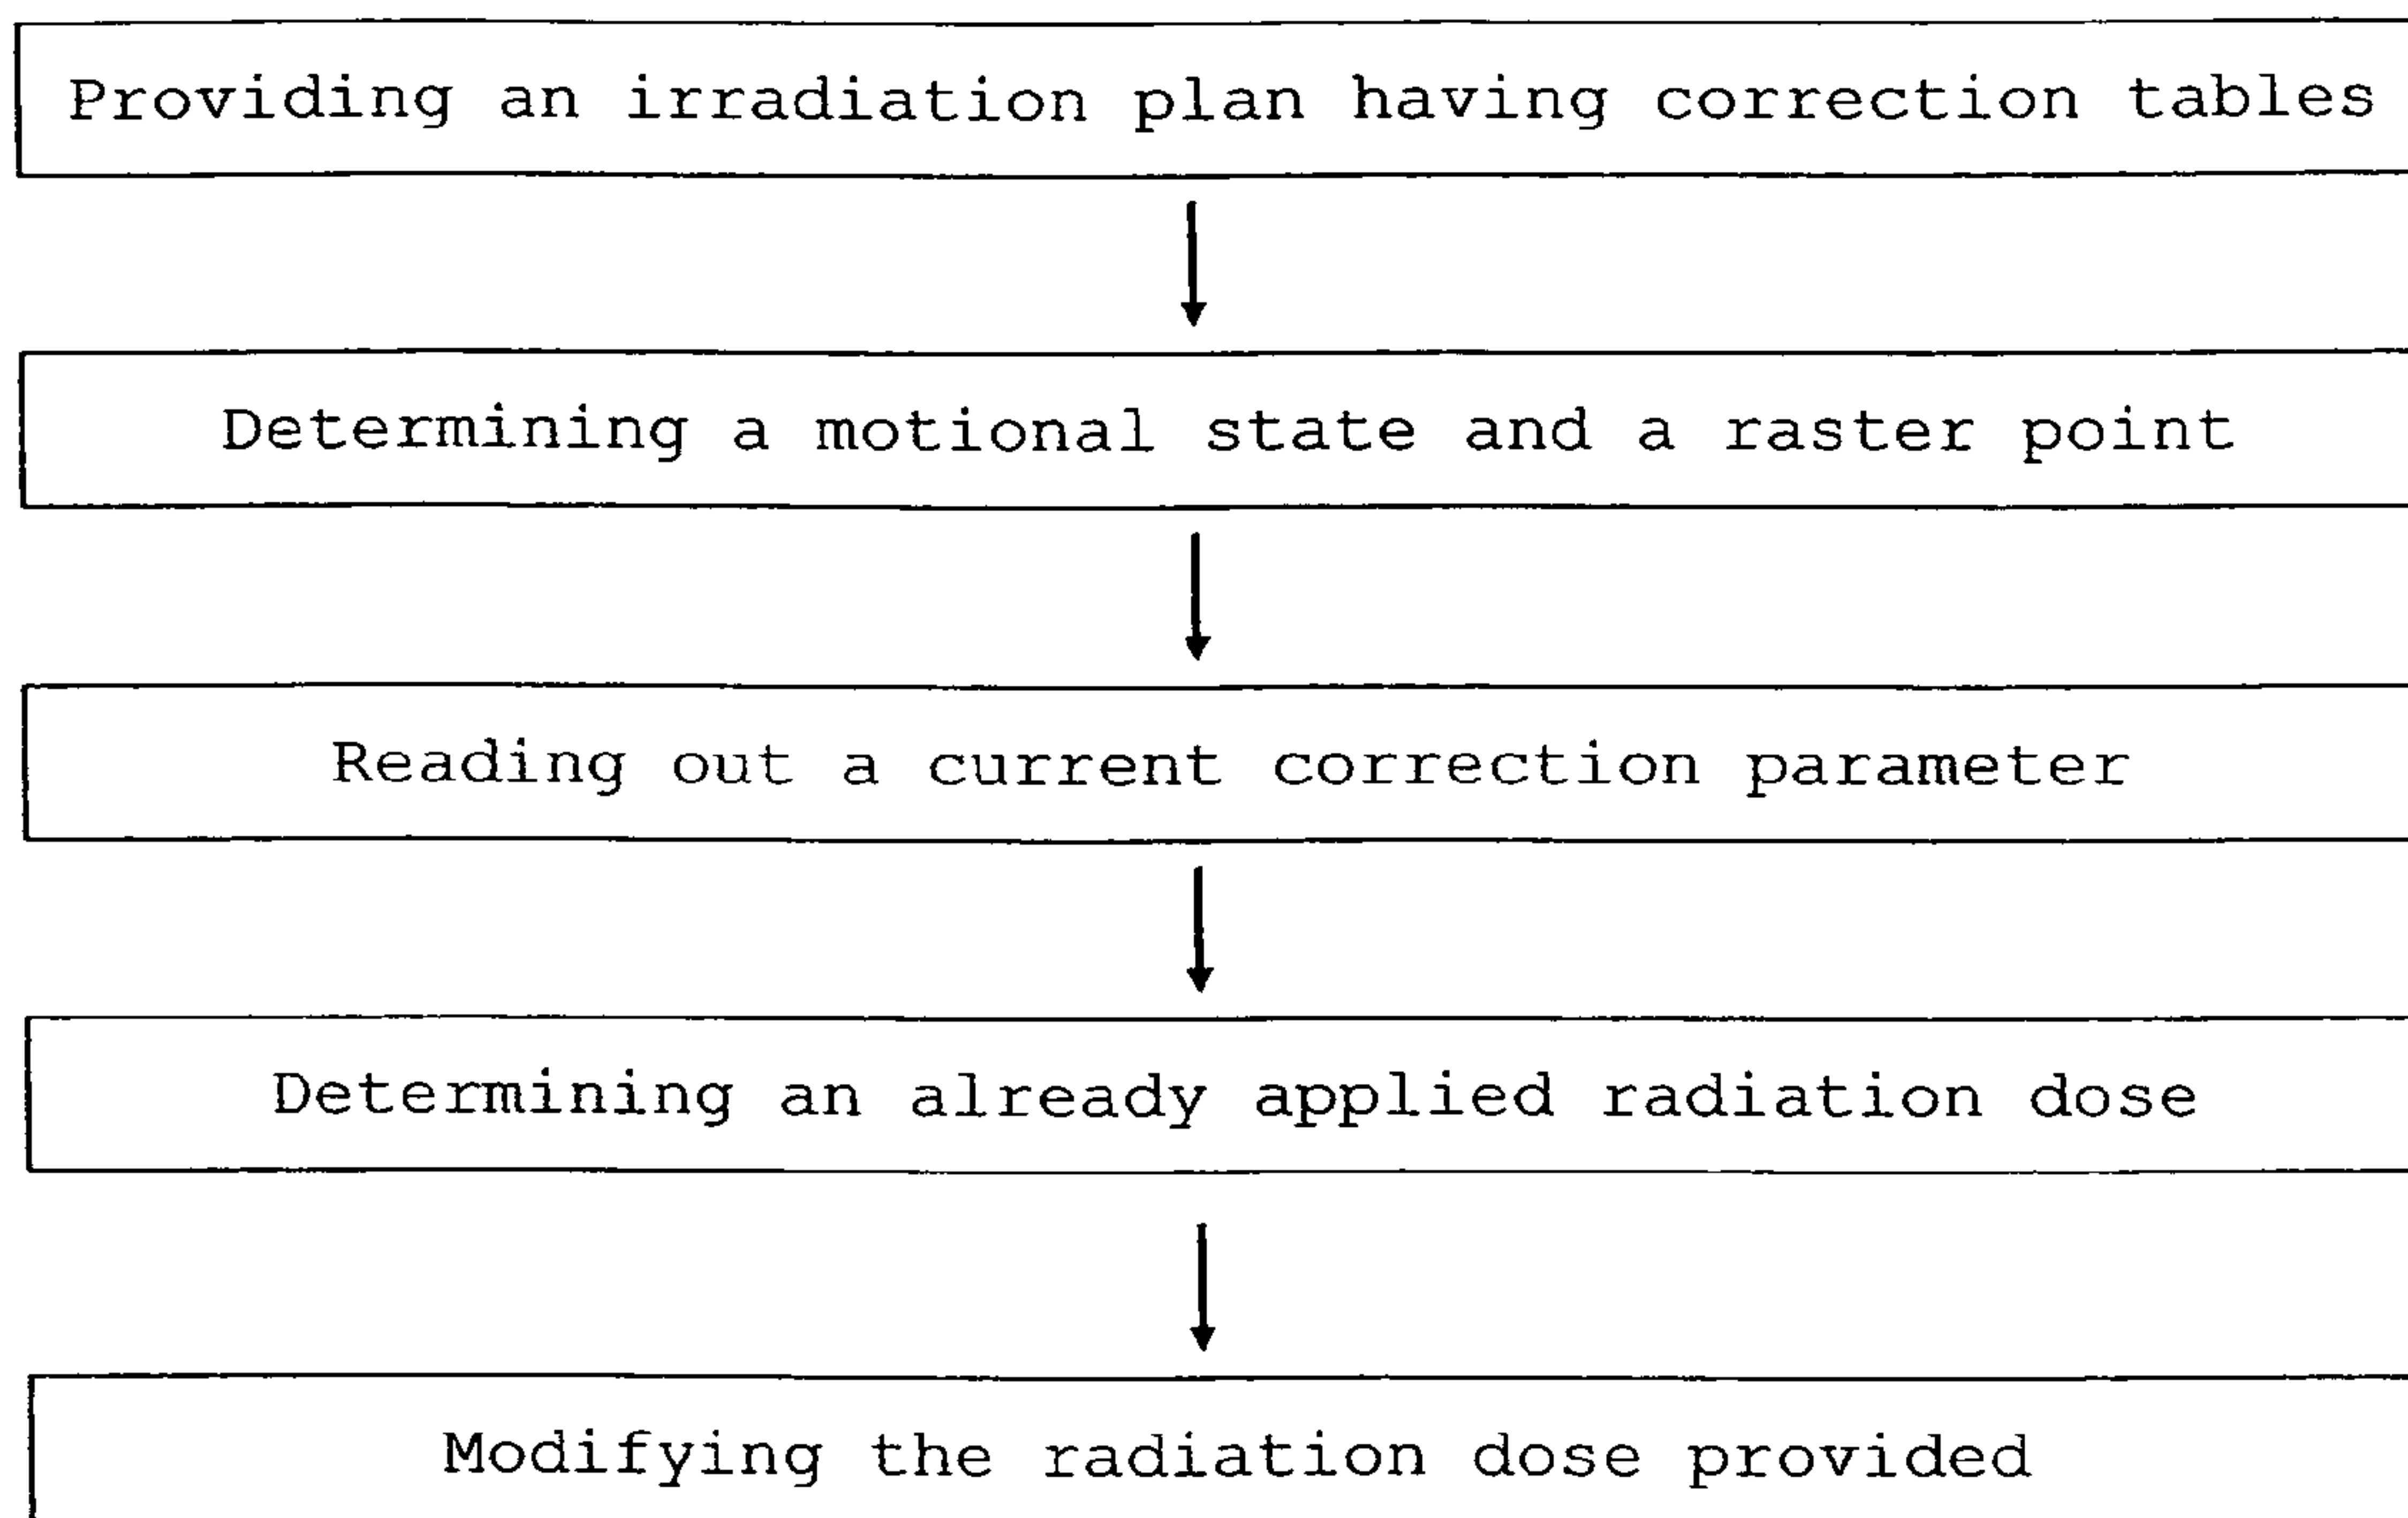 Providing an irradiation plan having correction tables
Determining a motional state and a raster point
Reading out a current correction parameter
Determining an already applied radiation dose
Modifying the radiation dose provided